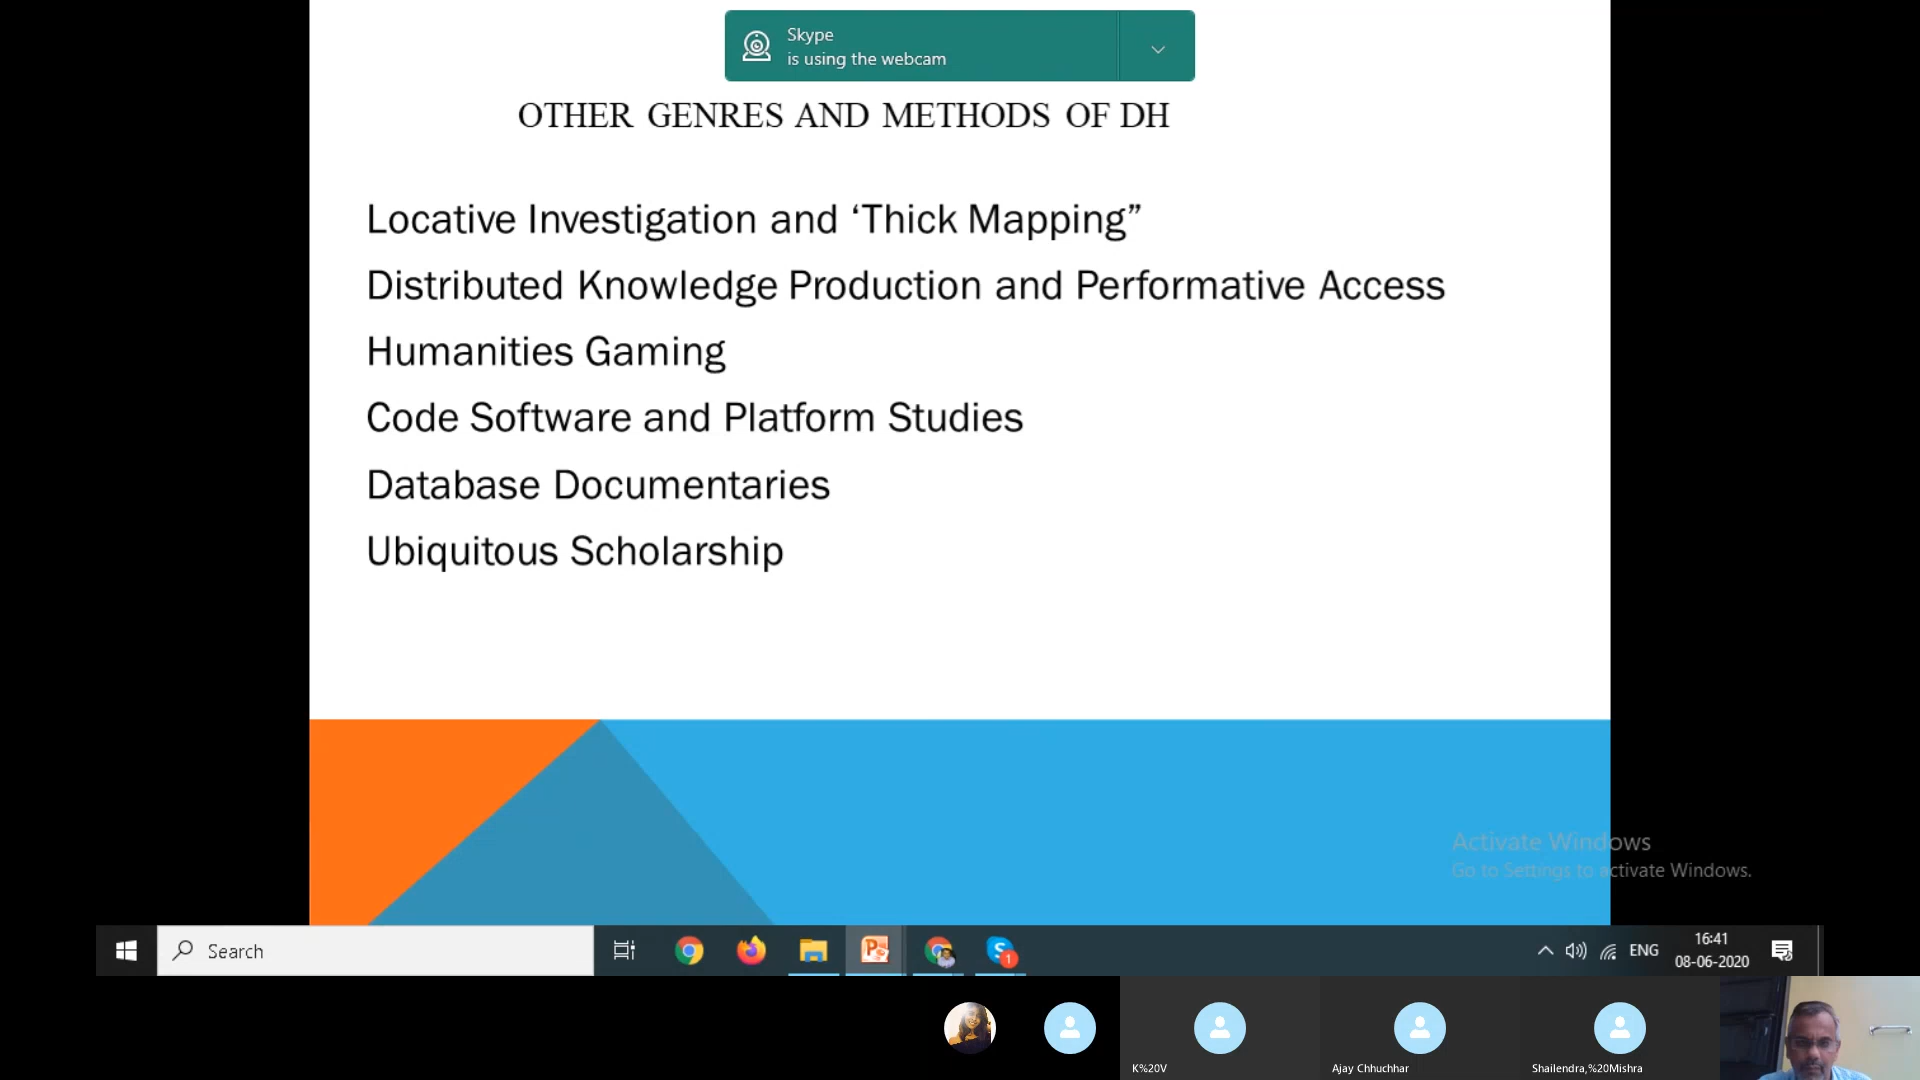 Skype
is using the webcam
OTHER GENRES AND METHODS OF DH
Locative Investigation and ‘Thick Mapping”
Distributed Knowledge Production and Performative Access
Humanities Gaming
Code Software and Platform Studies
Database Documentaries
Ubiquitous Scholarship
Activate Windows
Go to Settings to activate Windows.
Search
S 1
ENG
16:41
08-06-2020
K%20V
Ajay Chhuchhar
Shailendra,%20Mishra